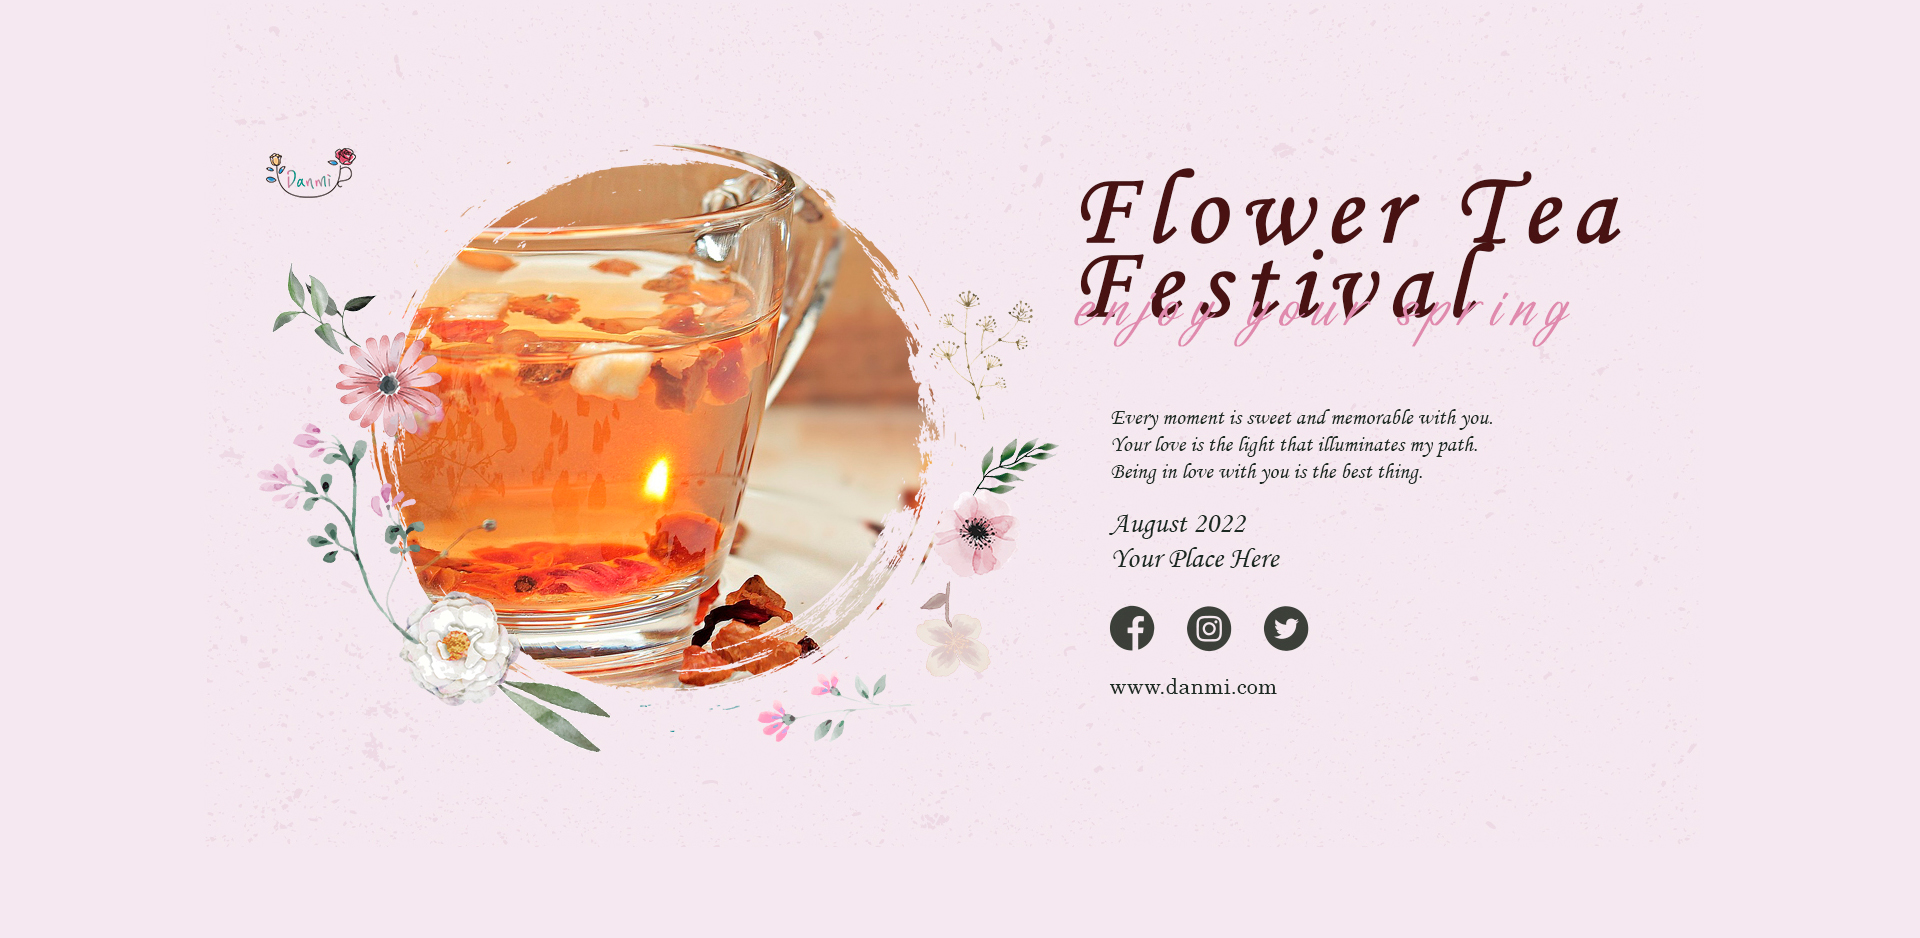 Danmi
Flower Tea
Festival
enjoy your spring
Every moment is sweet and memorable with you.
Your love is the light that illuminates my path.
Being in love with you is the best thing.
August 2022
Your Place Here
www.danmi.com